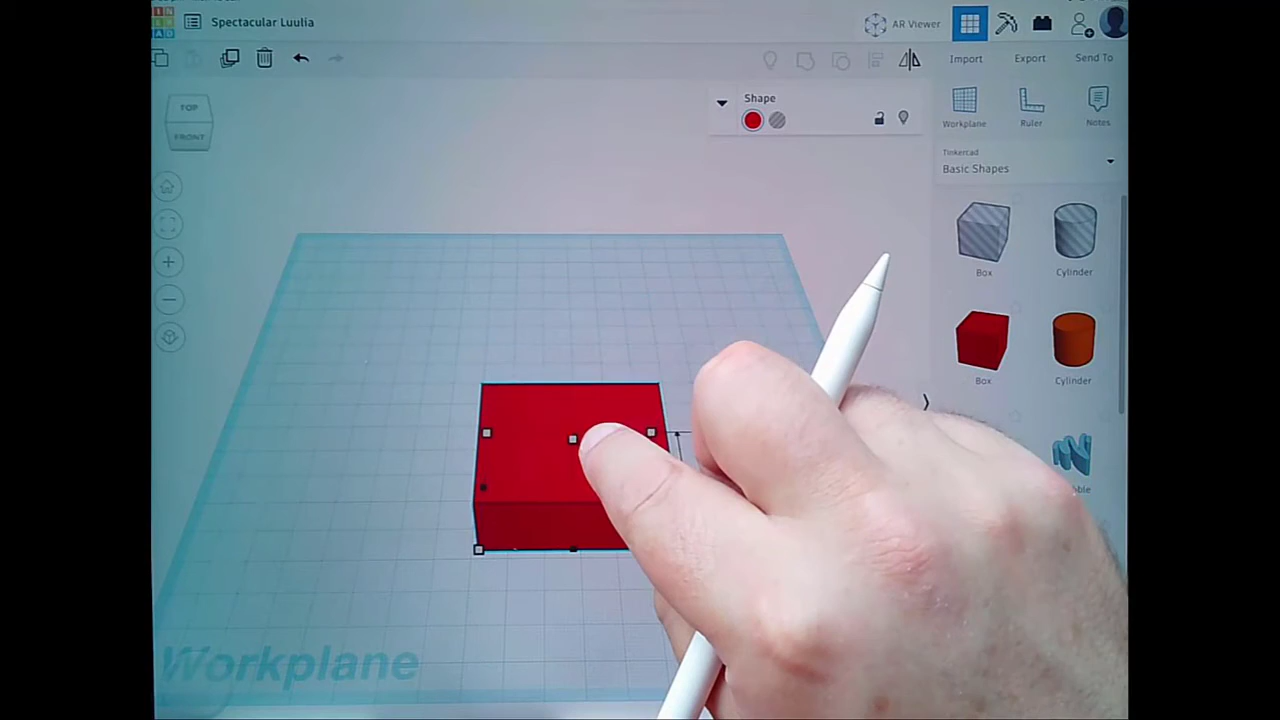 Spectacular Luulia
AR Viewer
Import
Export
Send To
Shape
TOP
FRONT
Workplane
Ruler
Notes
Tinkercad
Basic Shapes
Box
Cylinder
Box
Cylinder
Workplane